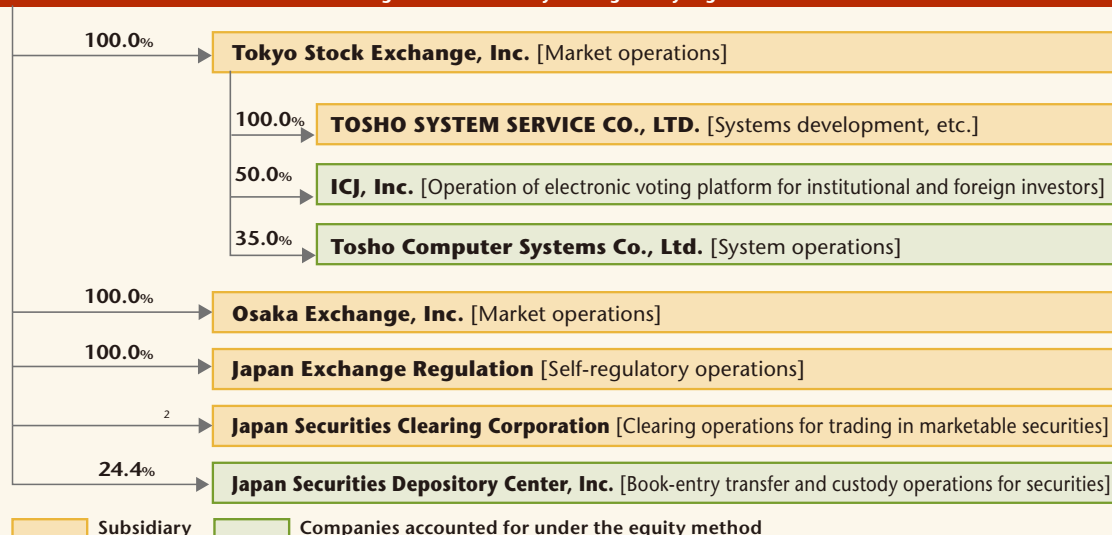 100.0%
Tokyo Stock Exchange, Inc. [Market operations]
100.0%
TOSHO SYSTEM SERVICE CO., LTD. [Systems development, etc.]
50.0%
ICJ, Inc. [Operation of electronic voting platform for institutional and foreign investors]
35.0%
Tosho Computer Systems Co., Ltd. [System operations]
100.0%
Osaka Exchange, Inc. [Market operations]
100.0%
Japan Exchange Regulation [Self-regulatory operations]
2
Japan Securities Clearing Corporation [Clearing operations for trading in marketable securities]
24.4%
Japan Securities Depository Center, Inc. [Book-entry transfer and custody operations for securities]
Subsidiary
Companies accounted for under the equity method